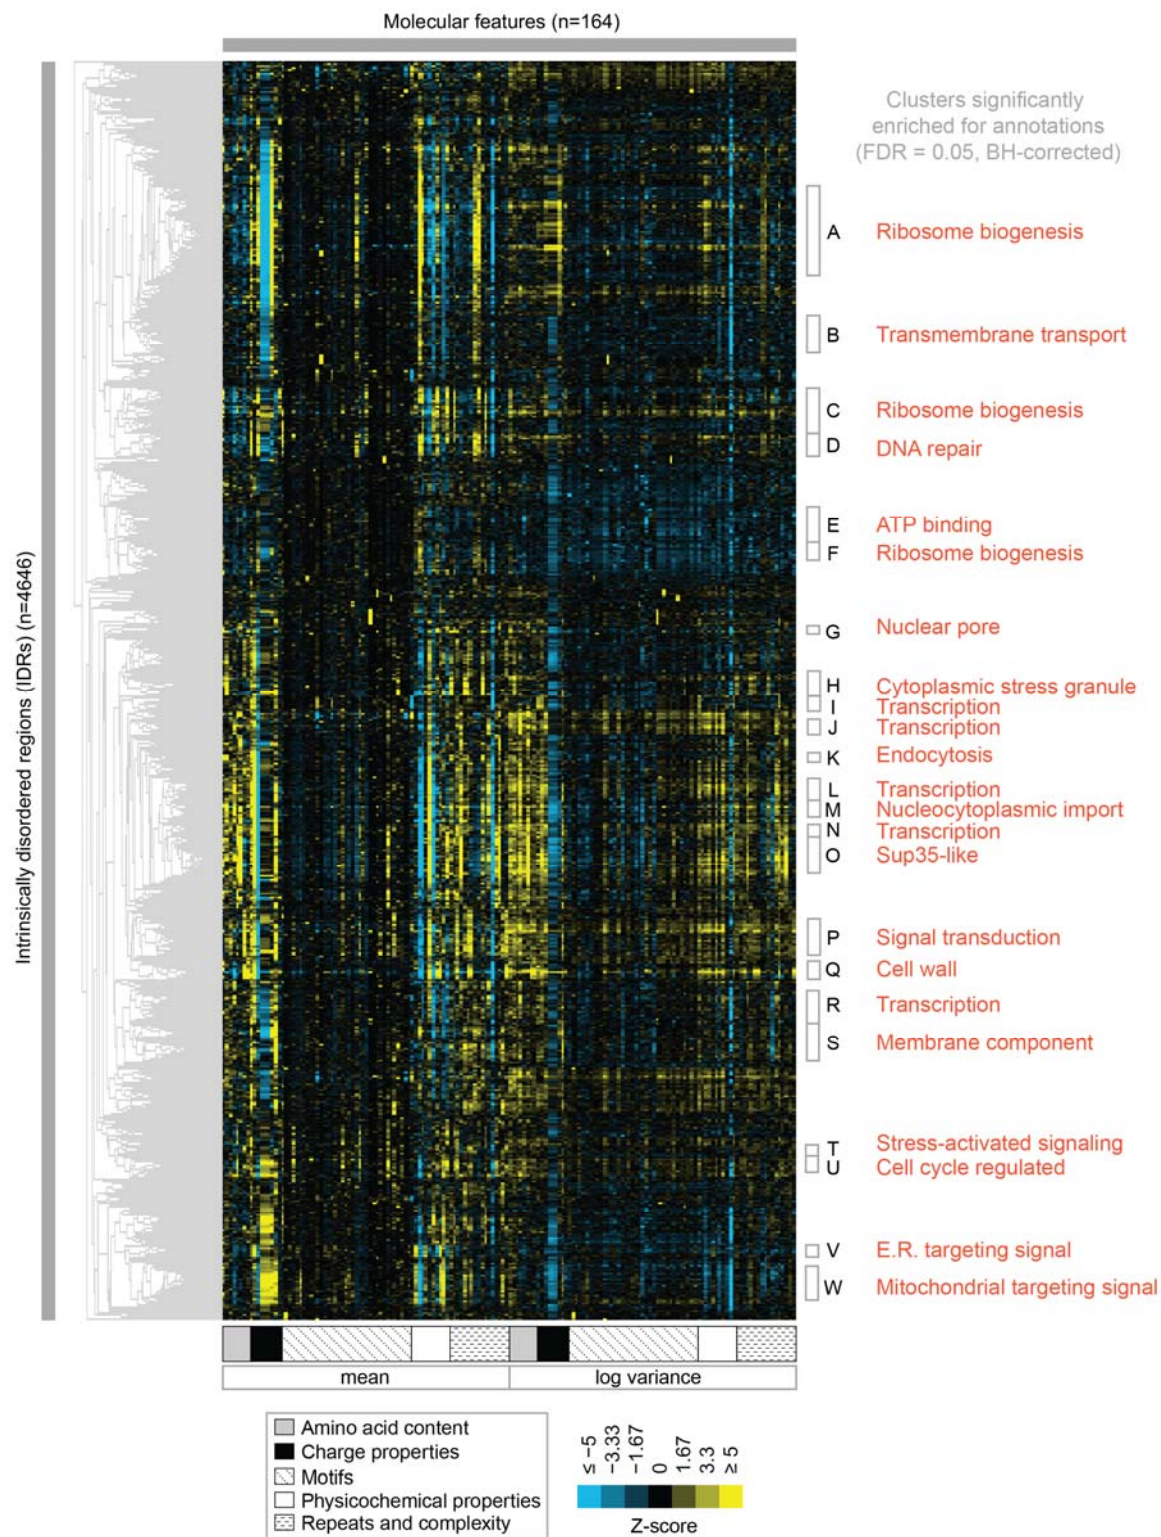 Molecular features (n=164)
Clusters significantly
enriched for annotations
(FDR = 0.05, BH-corrected)
Intrinsically disordered regions (IDRs) (n=4646)
A Ribosome biogenesis
B Transmembrane transport
C Ribosome biogenesis
D DNA repair
E ATP binding
F Ribosome biogenesis
G Nuclear pore
H Cytoplasmic stress granule
I Transcription
J Transcription
K Endocytosis
L Transcription
M Nucleocytoplasmic import
N Transcription
O Sup35-like
P Signal transduction
Q Cell wall
R Transcription
S Membrane component
T Stress-activated signaling
U Cell cycle regulated
V E.R. targeting signal
W Mitochondrial targeting signal
mean log variance
Amino acid content
Charge properties
Motifs
Physicochemical properties
Repeats and complexity
≤ -5 -3.33 -1.67 0 1.67 3.3 ≥ 5
Z-score